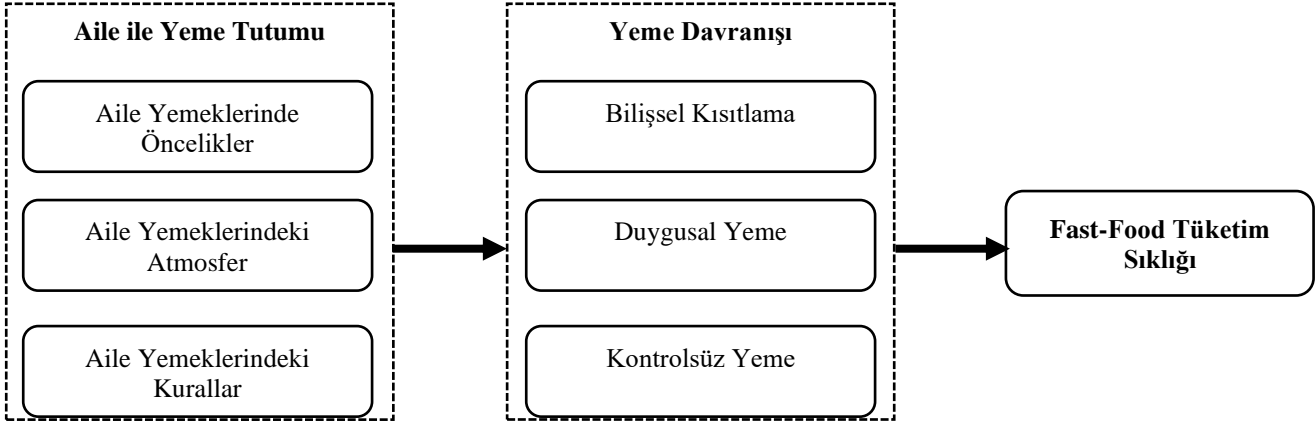 Aile ile Yeme Tutumu
Aile Yemeklerinde
Öncelikler
Aile Yemeklerindeki
Atmosfer
Aile Yemeklerindeki
Kurallar
Yeme Davranışı
Bilişsel Kısıtlama
Duygusal Yeme
Kontrolsüz Yeme
Fast-Food Tüketim
Sıklığı